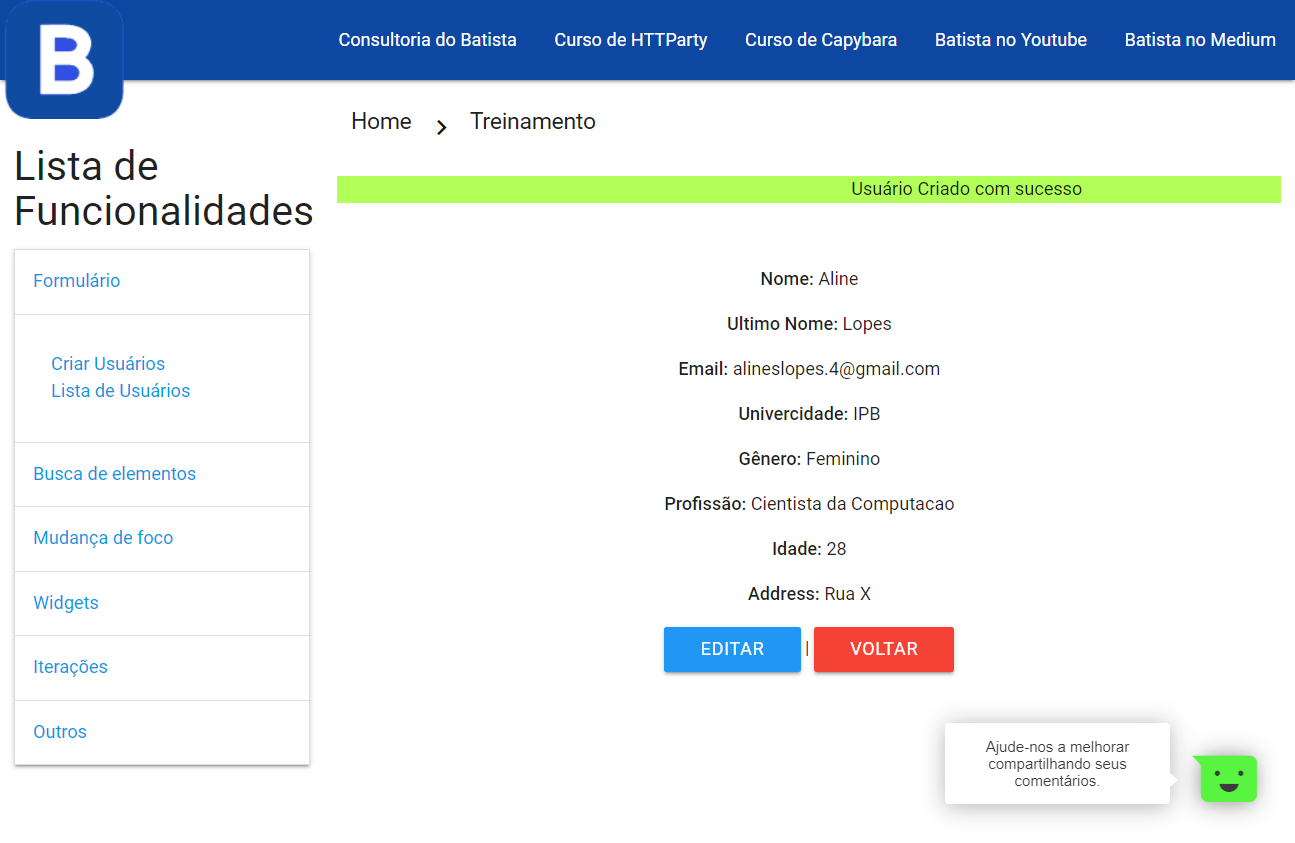 B
Consultoria do Batista
Curso de HTTParty
Curso de Capybara
Batista no Youtube
Batista no Medium
Home
Treinamento
Lista de
Funcionalidades
Formulário
Criar Usuários
Lista de Usuários
Busca de elementos
Mudança de foco
Widgets
Iterações
Outros
Usuário Criado com sucesso
Nome: Aline
Ultimo Nome: Lopes
Email: alineslopes.4@gmail.com
Univercidade: IPB
Gênero: Feminino
Profissão: Cientista da Computacao
Idade: 28
Address: Rua X
EDITAR | VOLTAR
Ajude-nos a melhorar
compartilhando seus
comentários.